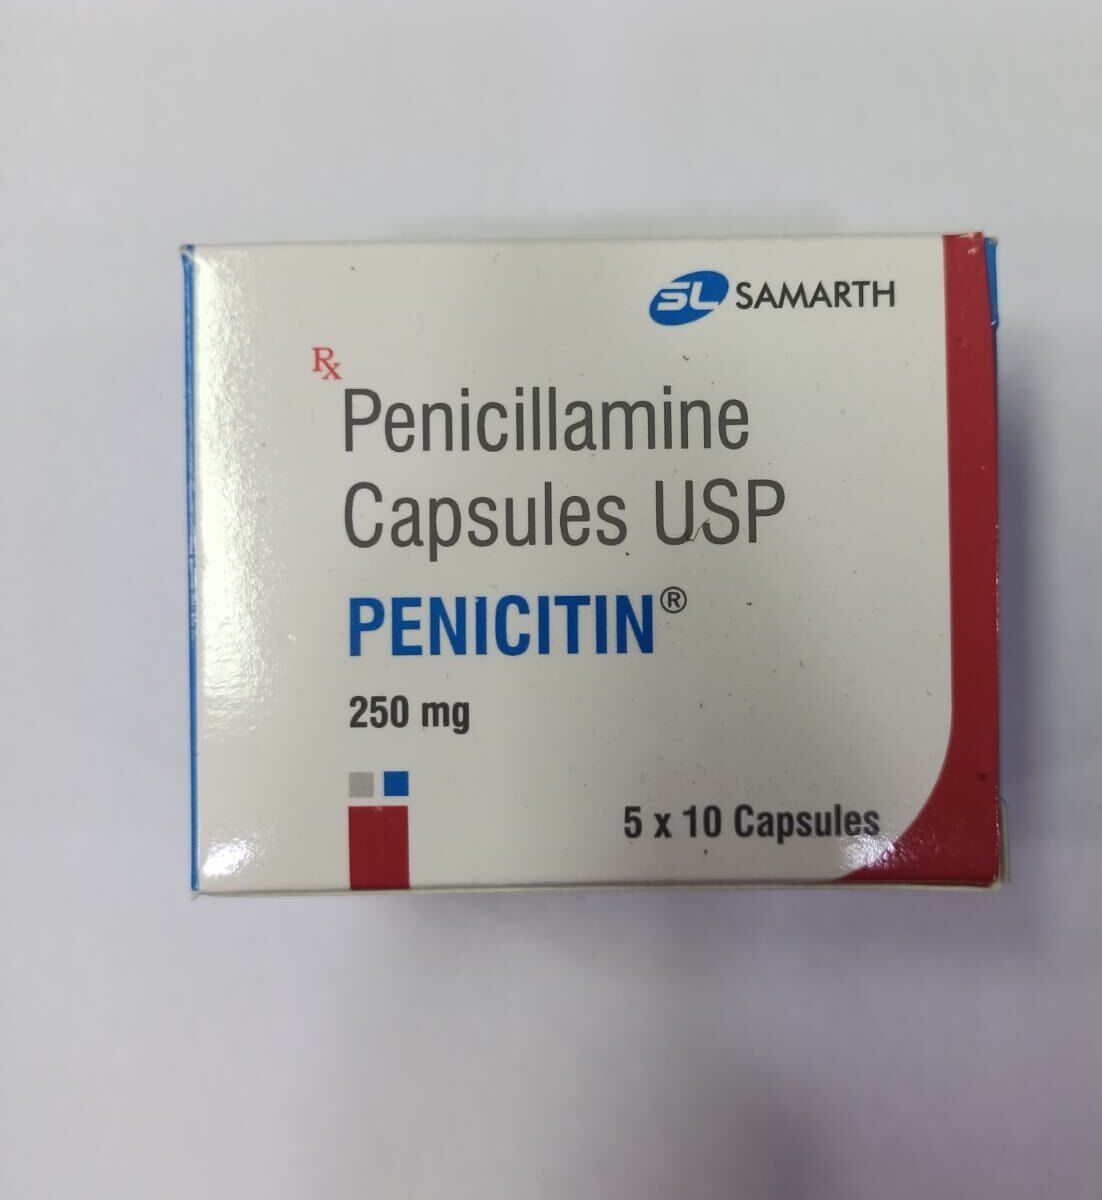 SL SAMARTH
Rx
Penicillamine
Capsules USP
PENICITIN®
250 mg
5 x 10 Capsules